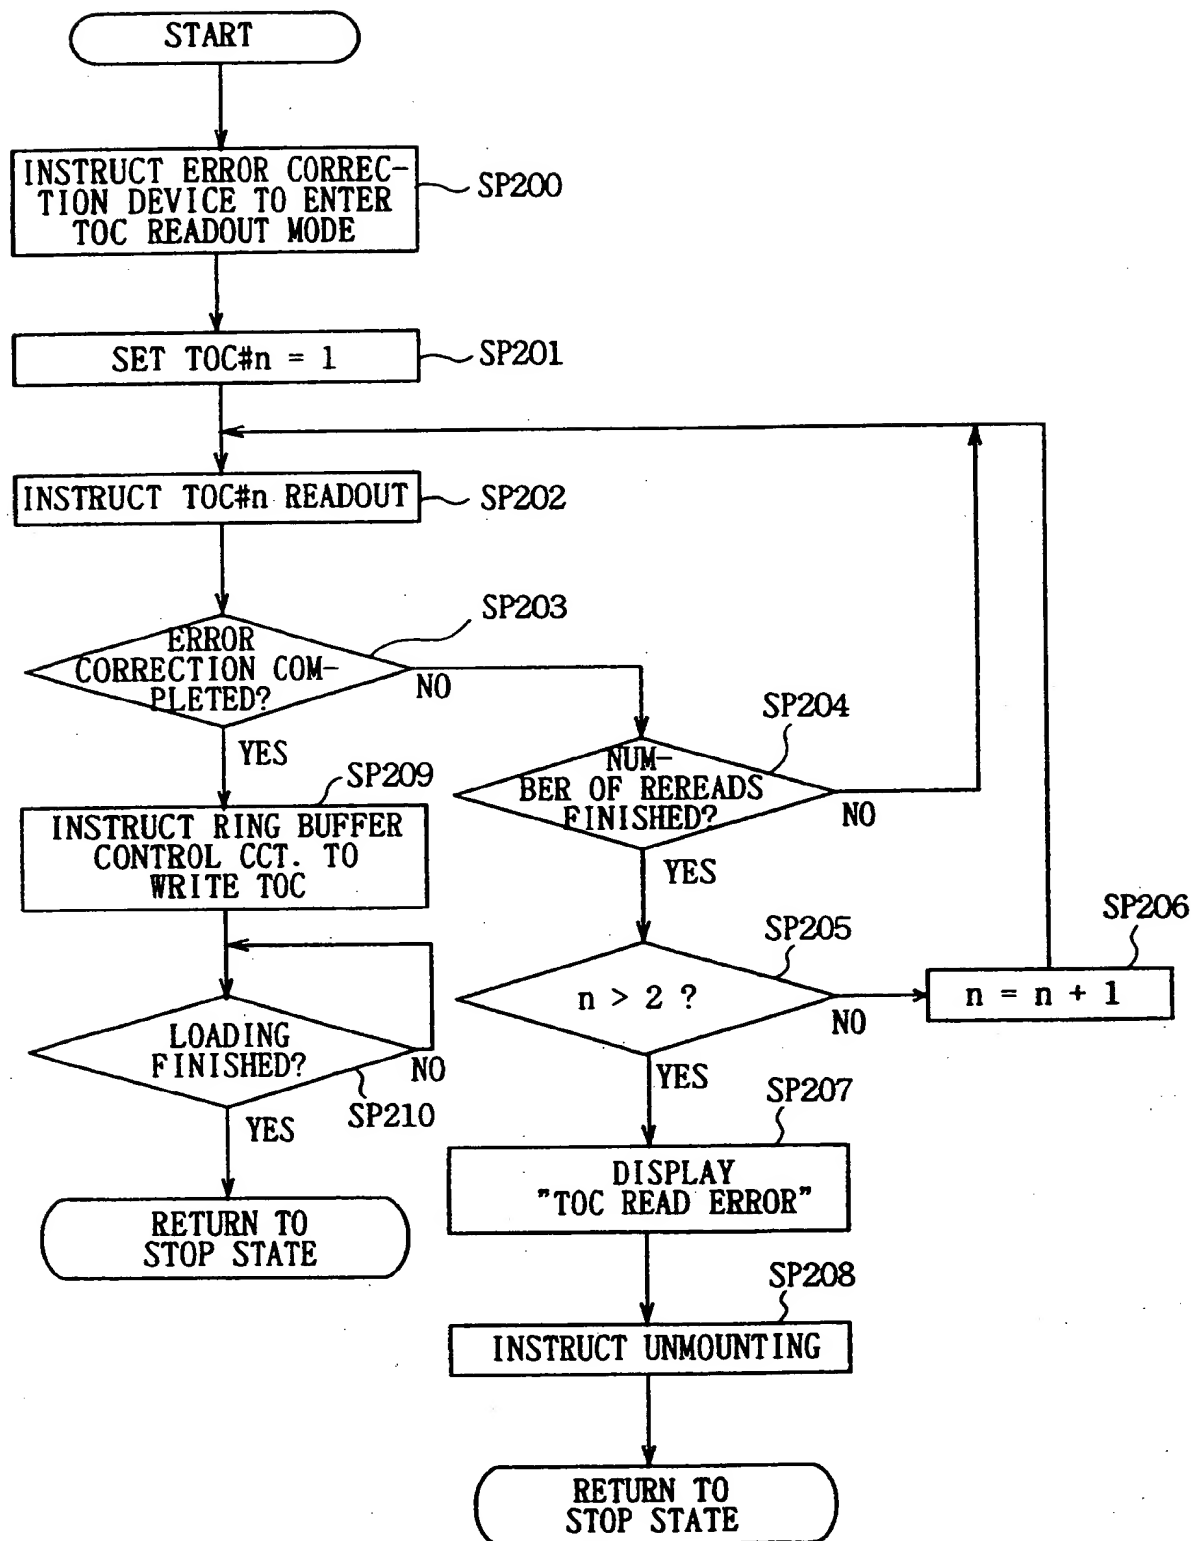 START
INSTRUCT ERROR CORREC-
TION DEVICE TO ENTER
TOC READOUT MODE
SP200
SET TOC#n = 1
SP201
INSTRUCT TOC#n READOUT
SP202
ERROR
CORRECTION COM-
PLETED?
SP203
NO
YES
NUM-
BER OF REREADS
FINISHED?
SP204
NO
YES
INSTRUCT RING BUFFER
CONTROL CCT. TO
WRITE TOC
SP209
n > 2 ?
SP205
NO
YES
n = n + 1
SP206
LOADING
FINISHED?
NO
SP210
YES
DISPLAY
"TOC READ ERROR"
SP207
RETURN TO
STOP STATE
INSTRUCT UNMOUNTING
SP208
RETURN TO
STOP STATE